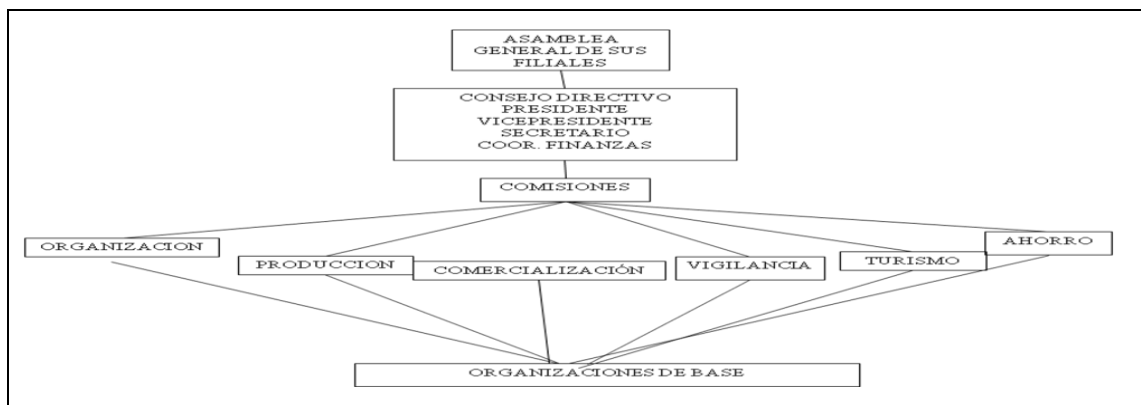 ASAMBLEA
GENERAL DE SUS
FILIALES
CONSEJO DIRECTIVO
PRESIDENTE
VICEPRESIDENTE
SECRETARIO
COOR. FINANZAS
COMISIONES
ORGANIZACION
PRODUCCION
COMERCIALIZACIÓN
VIGILANCIA
TURISMO
AHORRO
ORGANIZACIONES DE BASE